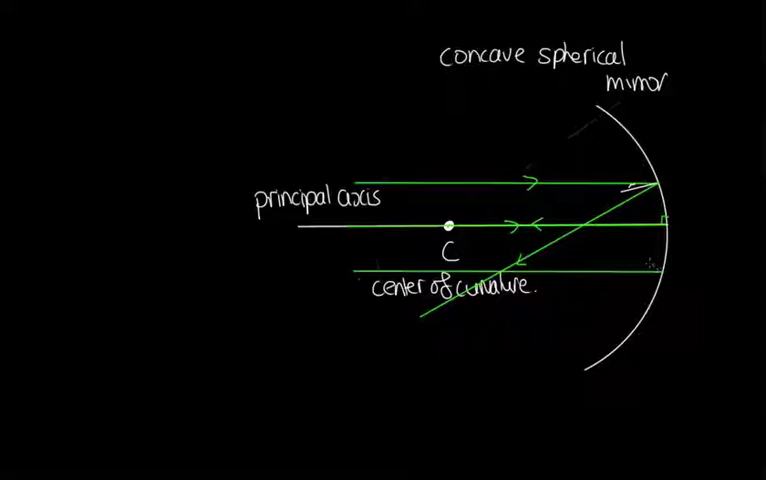 concave spherical
mirror
principal axis
C
center of curvature.